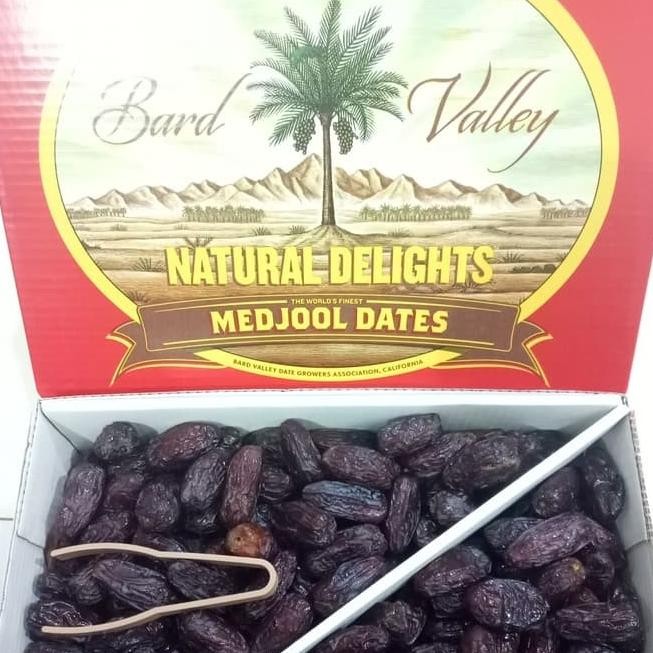 Bard Valley
NATURAL DELIGHTS
THE WORLD'S FINEST
MEDJOOL DATES
BARD VALLEY DATE GROWERS ASSOCIATION, CALIFORNIA